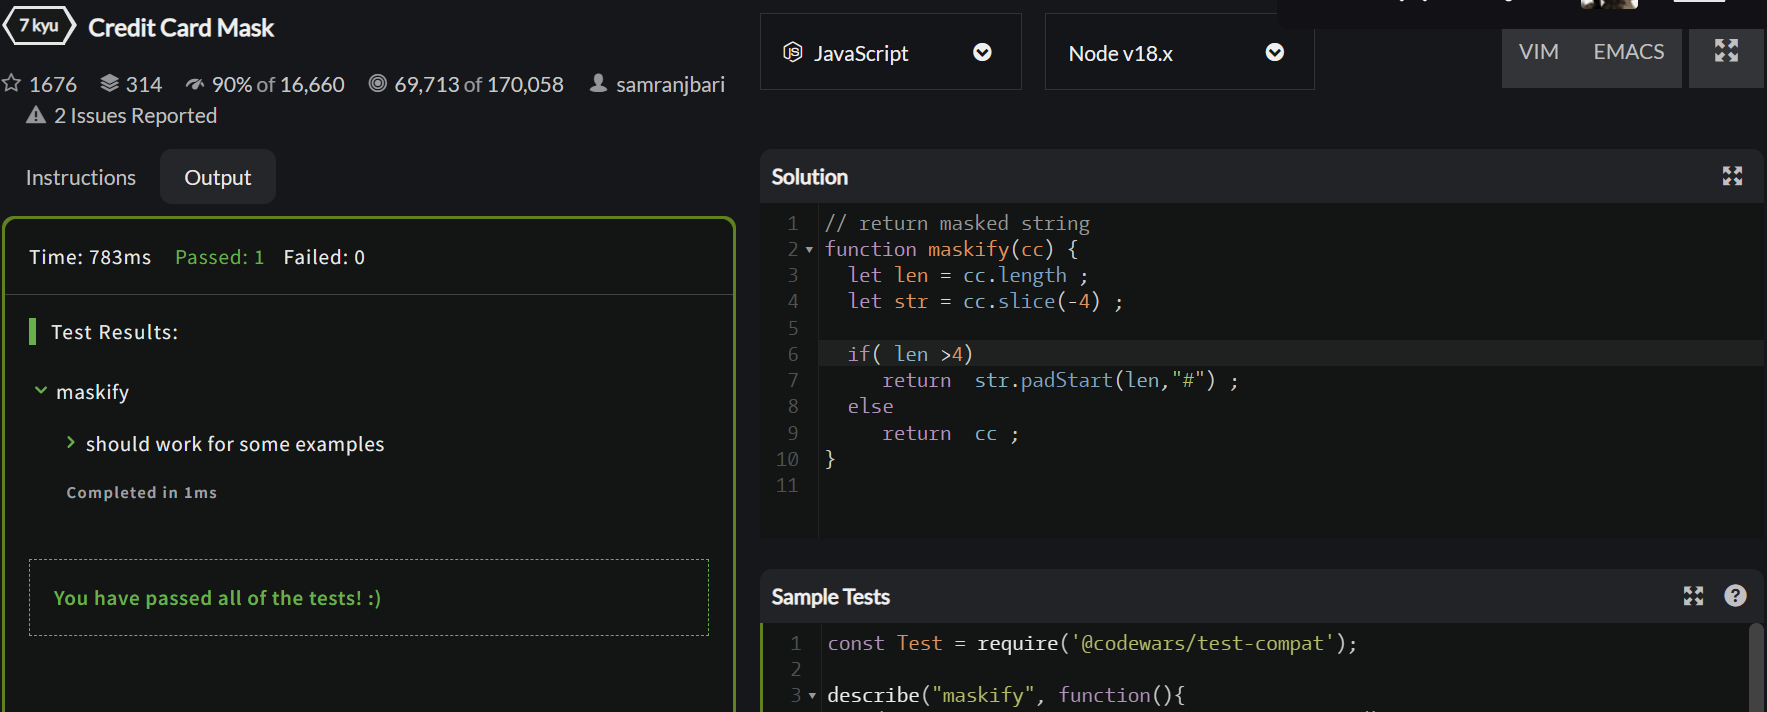 7 kyu
Credit Card Mask
1676 314 90% of 16,660 69,713 of 170,058 samranjbari
2 Issues Reported
Instructions Output
Time: 783ms Passed: 1 Failed: 0
Test Results:
maskify
should work for some examples
Completed in 1ms
You have passed all of the tests! :)
JavaScript
Node v18.x
VIM EMACS
Solution
1 // return masked string
2 function maskify(cc) {
3 let len = cc.length ;
4 let str = cc.slice(-4) ;
5
6 if( len >4)
7 return  str.padStart(len,"#") ;
8 else
9 return  cc ;
10 }
11
Sample Tests
?
1 const Test = require('@codewars/test-compat');
2
3 describe("maskify", function(){